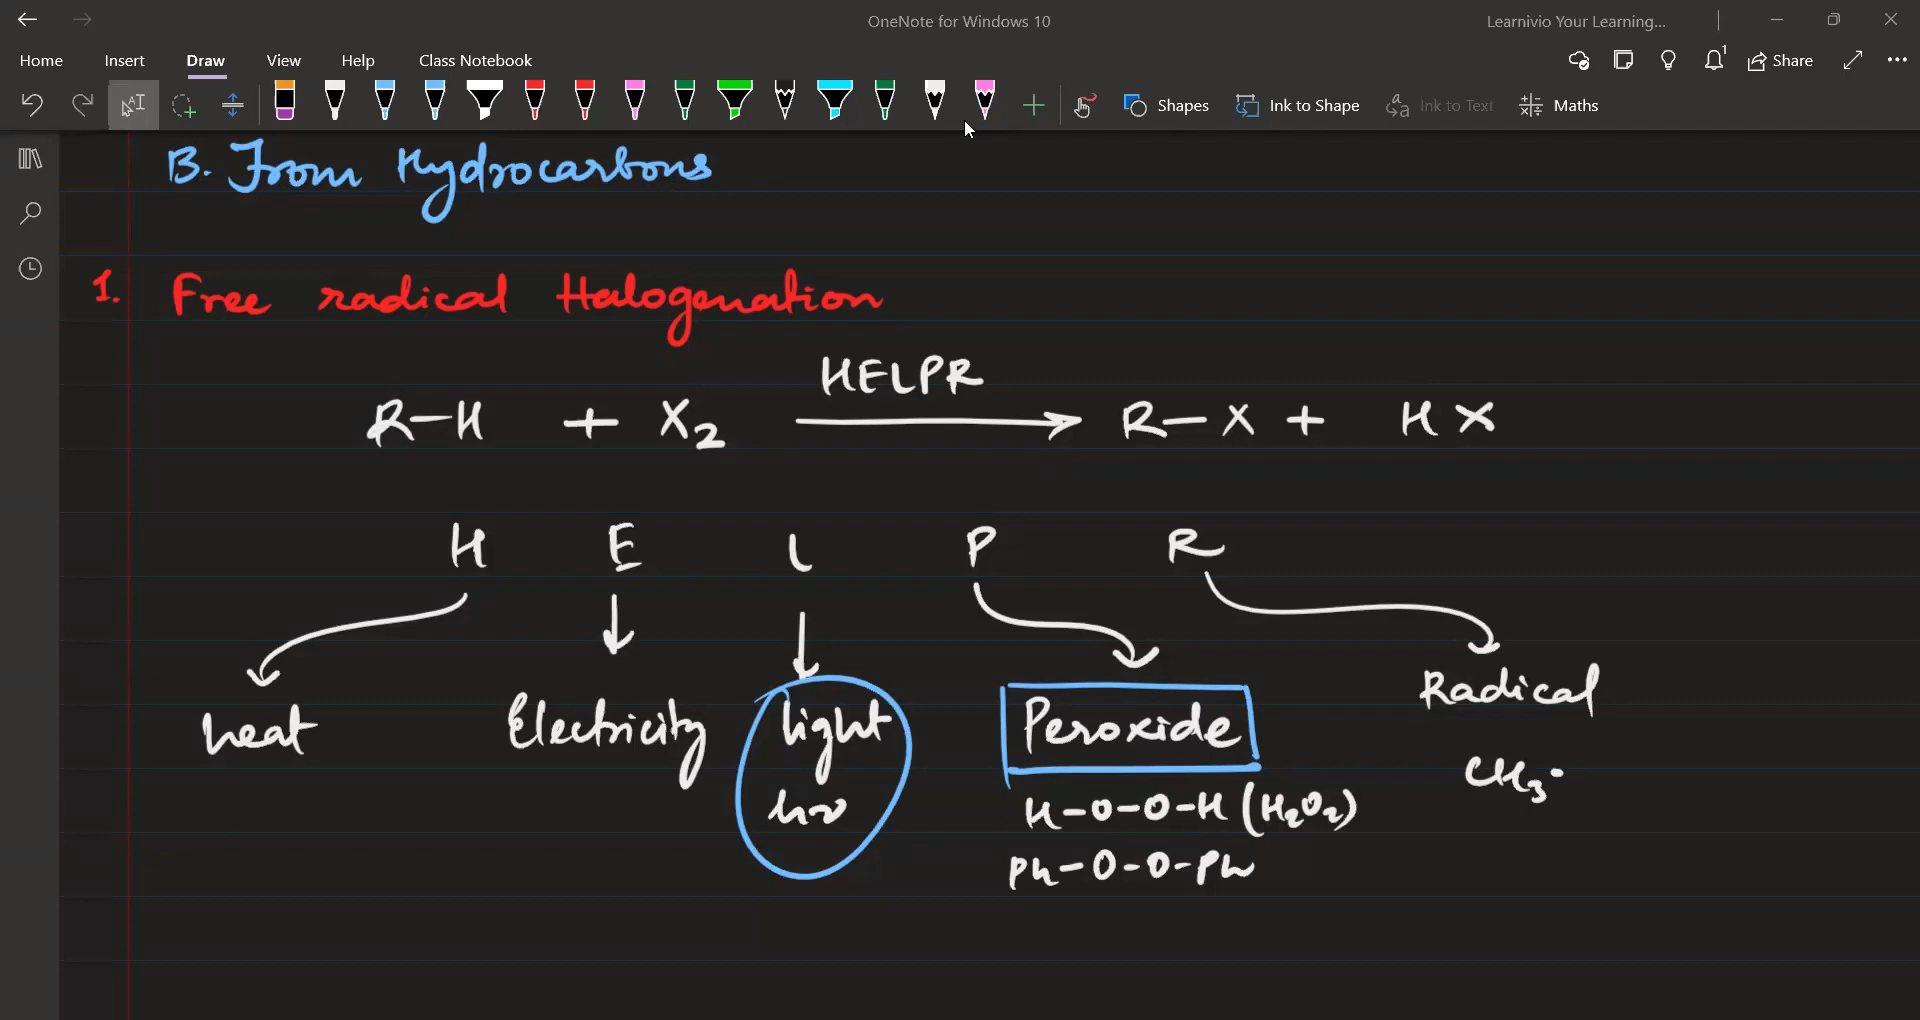 OneNote for Windows 10
Learnivio Your Learning...
Home Insert Draw View Help Class Notebook
1 Share
Shapes Ink to Shape Ink to Text Maths
B. From Hydrocarbons
1. Free radical Halogenation
HELPR
R-H + X2 → R-X + HX
H E L P R
Radical
heat Electricity light Peroxide
hν CH3•
H-O-O-H (H2O2)
Ph-O-O-Ph